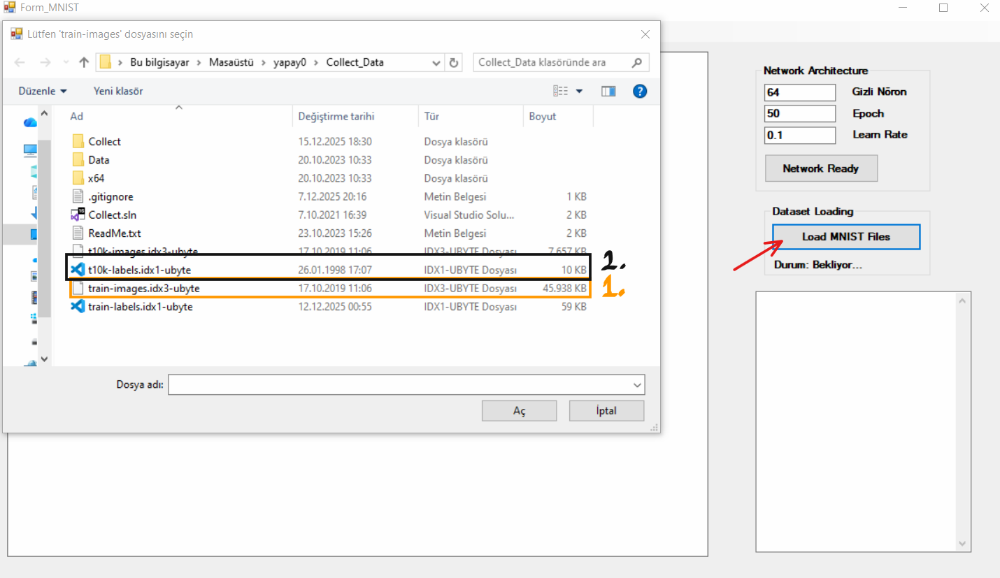 Form_MNIST
Lütfen 'train-images' dosyasını seçin
Bu bilgisayar > Masaüstü > yapay0 > Collect_Data
Collect_Data klasöründe ara
Düzenle Yeni klasör
Ad Değiştirme tarihi Tür Boyut
Collect 15.12.2025 18:30 Dosya klasörü
Data 20.10.2023 10:33 Dosya klasörü
x64 20.10.2023 10:33 Dosya klasörü
.gitignore 7.12.2025 20:16 Metin Belgesi 1 KB
Collect.sln 7.10.2021 16:39 Visual Studio Solu... 2 KB
ReadMe.txt 23.10.2023 15:26 Metin Belgesi 2 KB
t10k-images.idx3-ubyte 17.10.2019 11:06 IDX3-UBYTE Dosyası 7.657 KB
t10k-labels.idx1-ubyte 26.01.1998 17:07 IDX1-UBYTE Dosyası 10 KB 2.
train-images.idx3-ubyte 17.10.2019 11:06 IDX3-UBYTE Dosyası 45.938 KB 1.
train-labels.idx1-ubyte 12.12.2025 00:55 IDX1-UBYTE Dosyası 59 KB
Dosya adı:
Aç İptal
Network Architecture
64 Gizli Nöron
50 Epoch
0.1 Learn Rate
Network Ready
Dataset Loading
Load MNIST Files
Durum: Bekliyor...